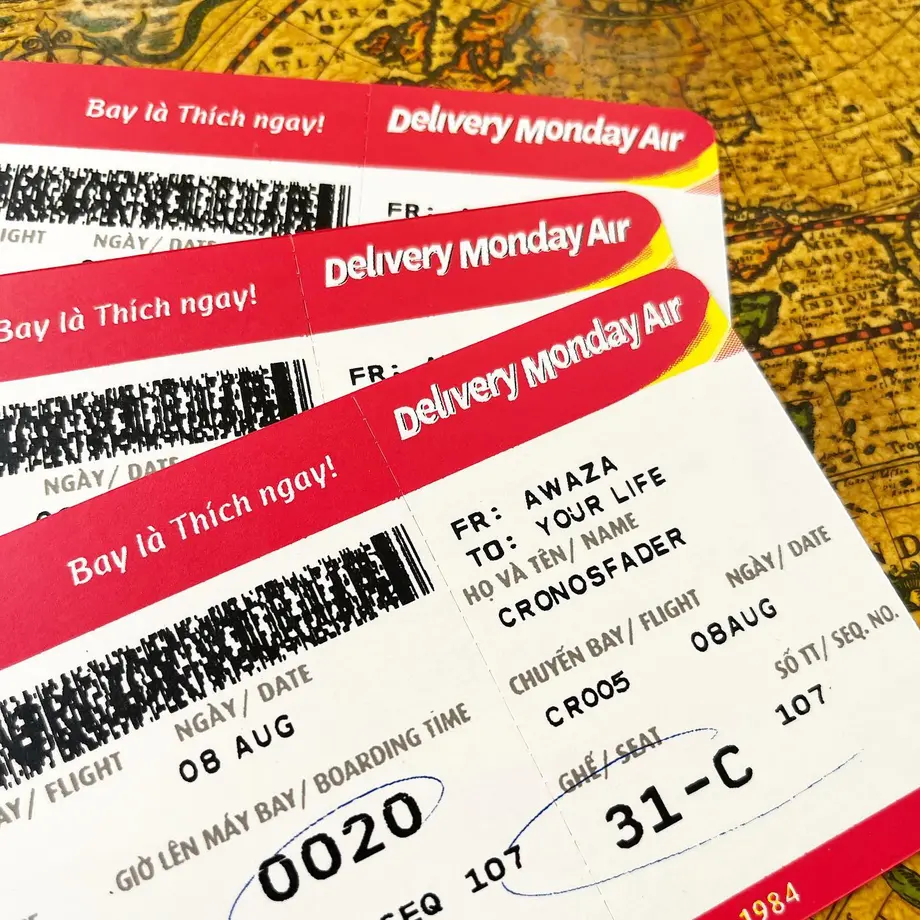 Bay là Thích ngay!
Delivery Monday Air
FR:
NGÀY/ DATE
Bay là Thích ngay!
Delivery Monday Air
FR:
NGÀY/ DATE
Bay là Thích ngay!
Delivery Monday Air
FR: AWAZA
TO: YOUR LIFE
HỌ VÀ TÊN/ NAME
CRONOSFADER
CHUYẾN BAY/ FLIGHT
NGÀY/ DATE
CR005
08AUG
GHẾ/ SEAT
SỐ TT/ SEQ. NO.
31-C
107
FLIGHT
NGÀY/ DATE
08 AUG
GIỜ LÊN MÁY BAY/ BOARDING TIME
0020
SEQ 107
1984